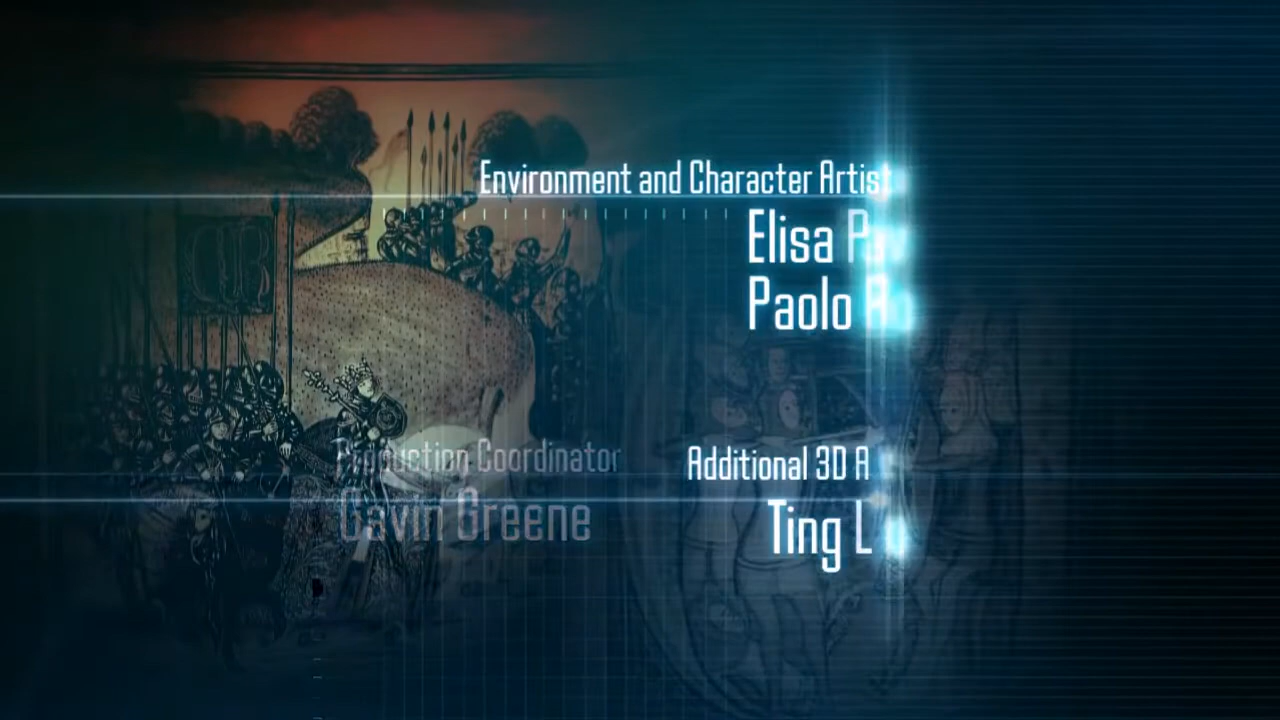 Environment and Character Artist
Elisa
Paolo
Production Coordinator
Gavin Greene
Additional 3D A
Ting L